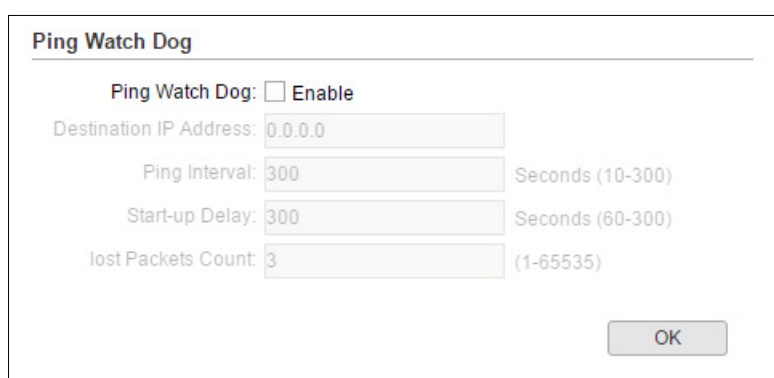 Ping Watch Dog
Ping Watch Dog: Enable
Destination IP Address: 0.0.0.0
Ping Interval: 300 Seconds (10-300)
Start-up Delay: 300 Seconds (60-300)
lost Packets Count: 3 (1-65535)
OK